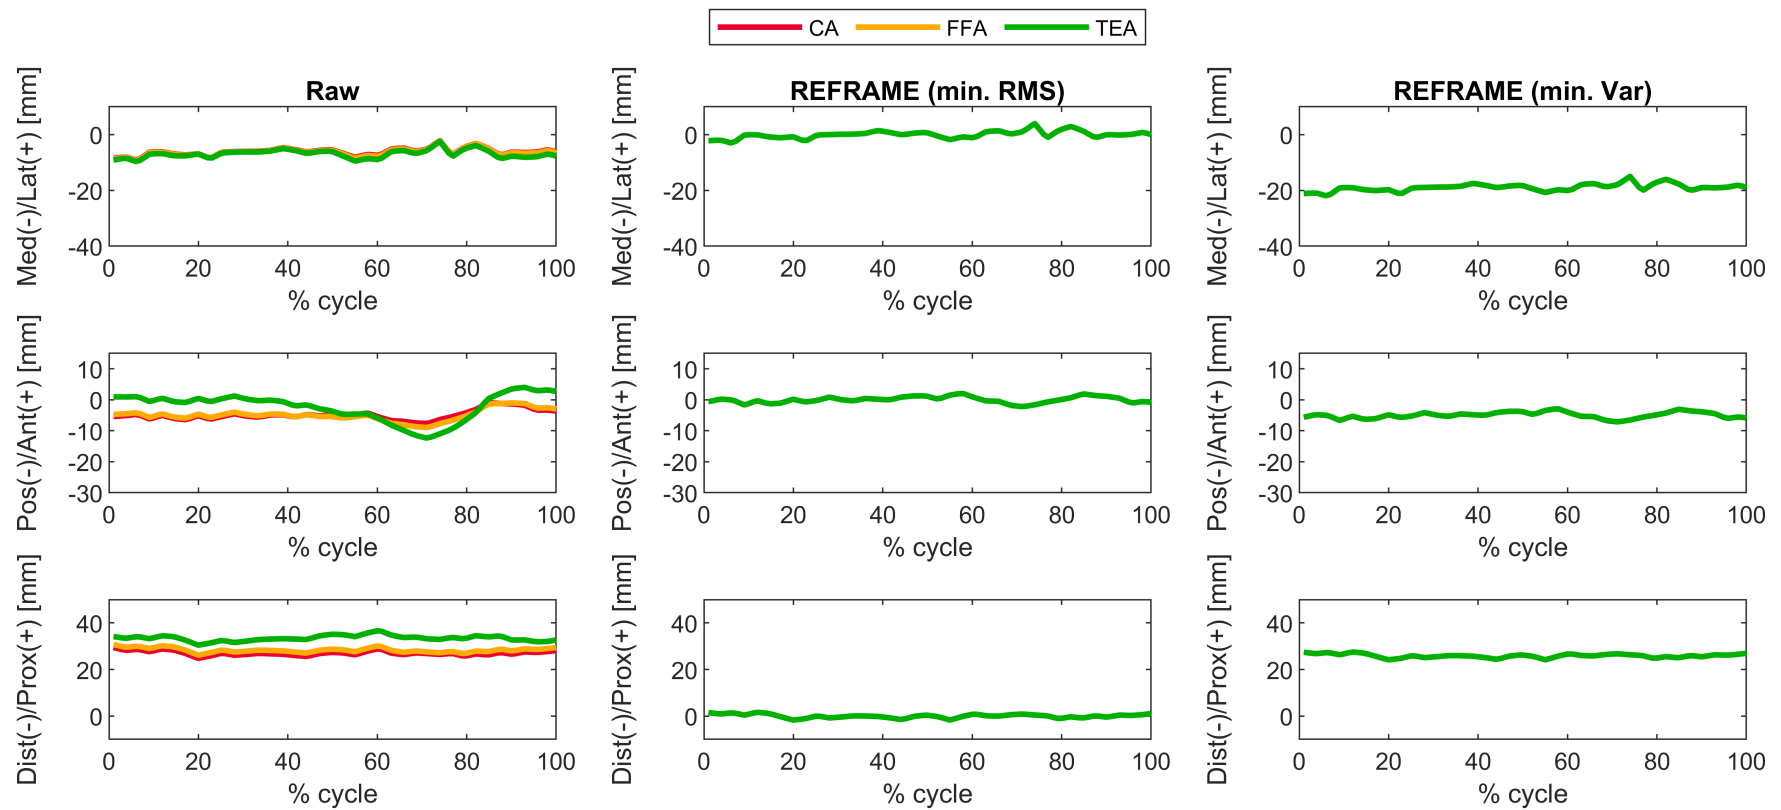 CA FFA TEA
Raw REFRAME (min. RMS) REFRAME (min. Var)
Med(-)/Lat(+) [mm]
0
-20
-40
0 20 40 60 80 100
% cycle
Med(-)/Lat(+) [mm]
0
-20
-40
0 20 40 60 80 100
% cycle
Med(-)/Lat(+) [mm]
0
-20
-40
0 20 40 60 80 100
% cycle
Pos(-)/Ant(+) [mm]
10
0
-10
-20
-30
0 20 40 60 80 100
% cycle
Pos(-)/Ant(+) [mm]
10
0
-10
-20
-30
0 20 40 60 80 100
% cycle
Pos(-)/Ant(+) [mm]
10
0
-10
-20
-30
0 20 40 60 80 100
% cycle
Dist(-)/Prox(+) [mm]
40
20
0
0 20 40 60 80 100
% cycle
Dist(-)/Prox(+) [mm]
40
20
0
0 20 40 60 80 100
% cycle
Dist(-)/Prox(+) [mm]
40
20
0
0 20 40 60 80 100
% cycle